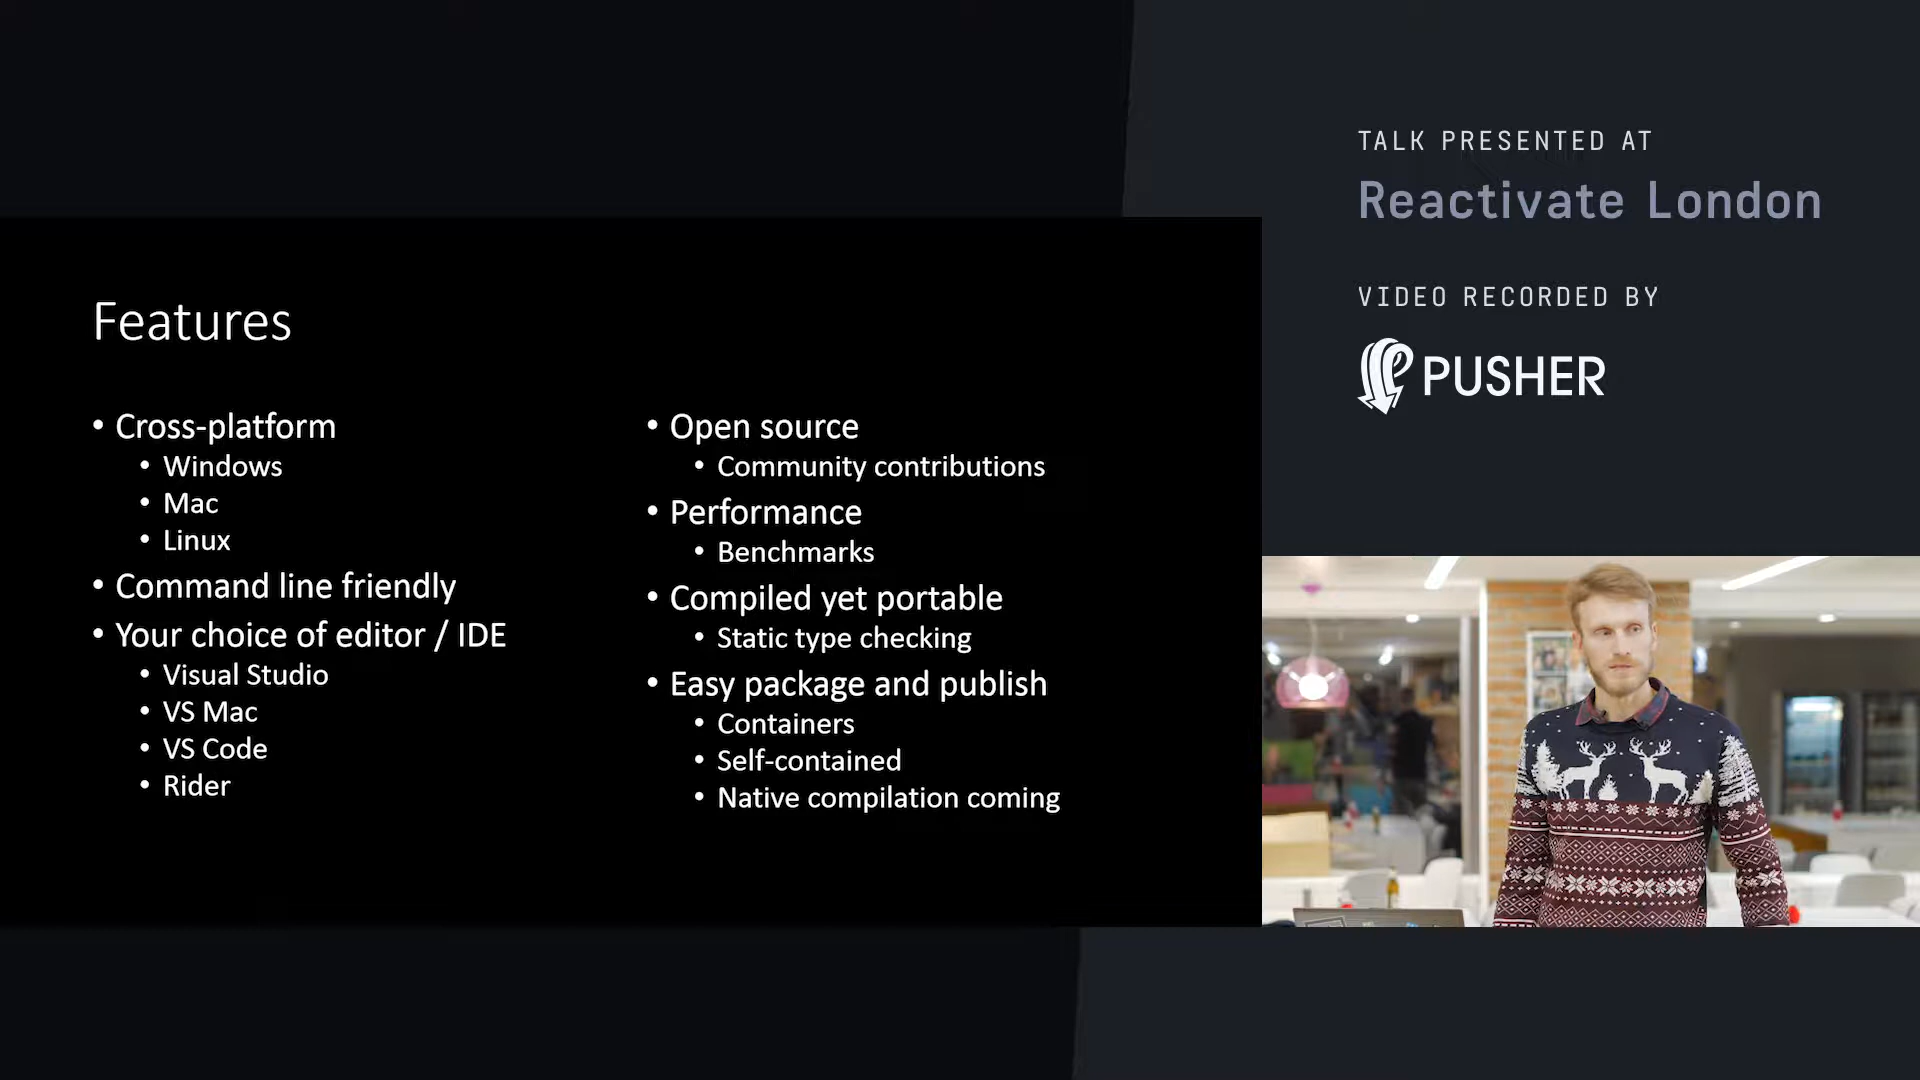 TALK PRESENTED AT
Reactivate London
VIDEO RECORDED BY
PUSHER
Features
• Cross-platform
• Windows
• Mac
• Linux
• Command line friendly
• Your choice of editor / IDE
• Visual Studio
• VS Mac
• VS Code
• Rider
• Open source
• Community contributions
• Performance
• Benchmarks
• Compiled yet portable
• Static type checking
• Easy package and publish
• Containers
• Self-contained
• Native compilation coming